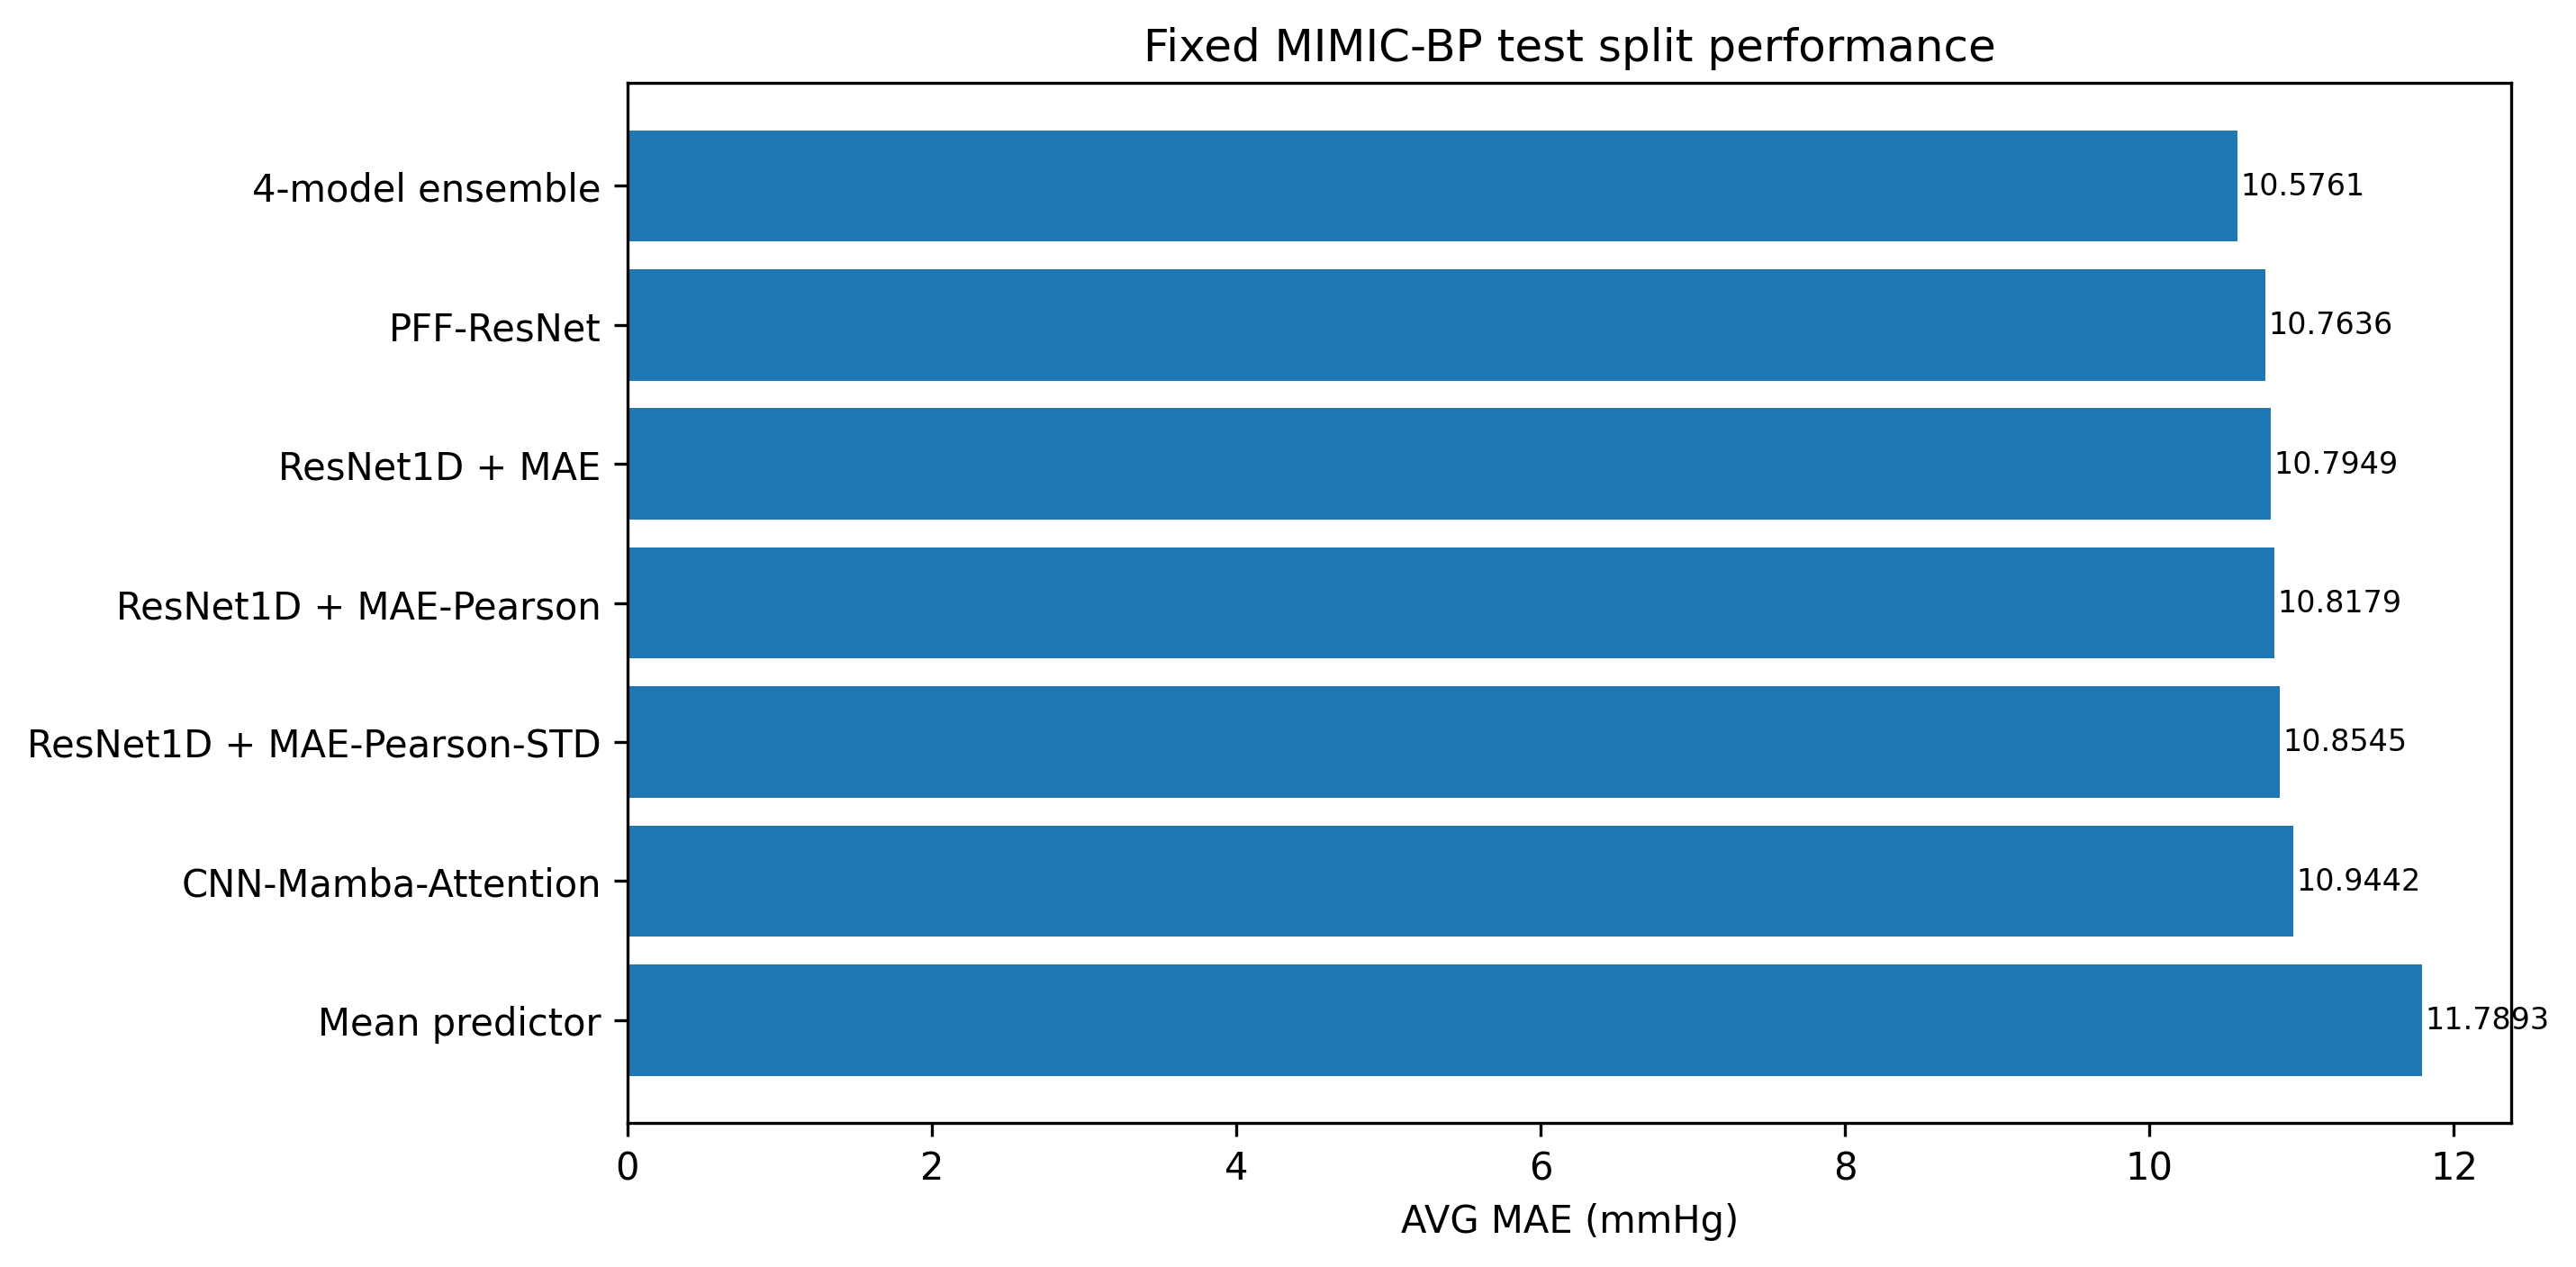 Fixed MIMIC-BP test split performance
4-model ensemble 10.5761
PFF-ResNet 10.7636
ResNet1D + MAE 10.7949
ResNet1D + MAE-Pearson 10.8179
ResNet1D + MAE-Pearson-STD 10.8545
CNN-Mamba-Attention 10.9442
Mean predictor 11.7893
0 2 4 6 8 10 12
AVG MAE (mmHg)